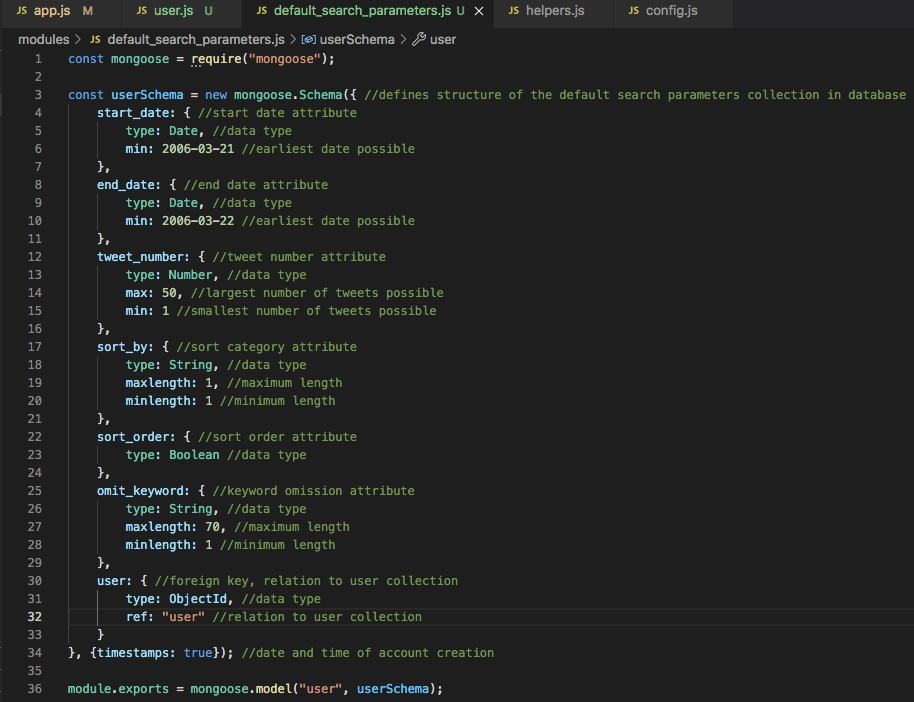 JS app.js M JS user.js U JS default_search_parameters.js U × JS helpers.js JS config.js
modules > JS default_search_parameters.js > userSchema > user
1 const mongoose = require("mongoose");
2
3 const userSchema = new mongoose.Schema({ //defines structure of the default search parameters collection in database
4 start_date: { //start date attribute
5 type: Date, //data type
6 min: 2006-03-21 //earliest date possible
7 },
8 end_date: { //end date attribute
9 type: Date, //data type
10 min: 2006-03-22 //earliest date possible
11 },
12 tweet_number: { //tweet number attribute
13 type: Number, //data type
14 max: 50, //largest number of tweets possible
15 min: 1 //smallest number of tweets possible
16 },
17 sort_by: { //sort category attribute
18 type: String, //data type
19 maxlength: 1, //maximum length
20 minlength: 1 //minimum length
21 },
22 sort_order: { //sort order attribute
23 type: Boolean //data type
24 },
25 omit_keyword: { //keyword omission attribute
26 type: String, //data type
27 maxlength: 70, //maximum length
28 minlength: 1 //minimum length
29 },
30 user: { //foreign key, relation to user collection
31 type: ObjectId, //data type
32 ref: "user" //relation to user collection
33 }
34 }, {timestamps: true}); //date and time of account creation
35
36 module.exports = mongoose.model("user", userSchema);